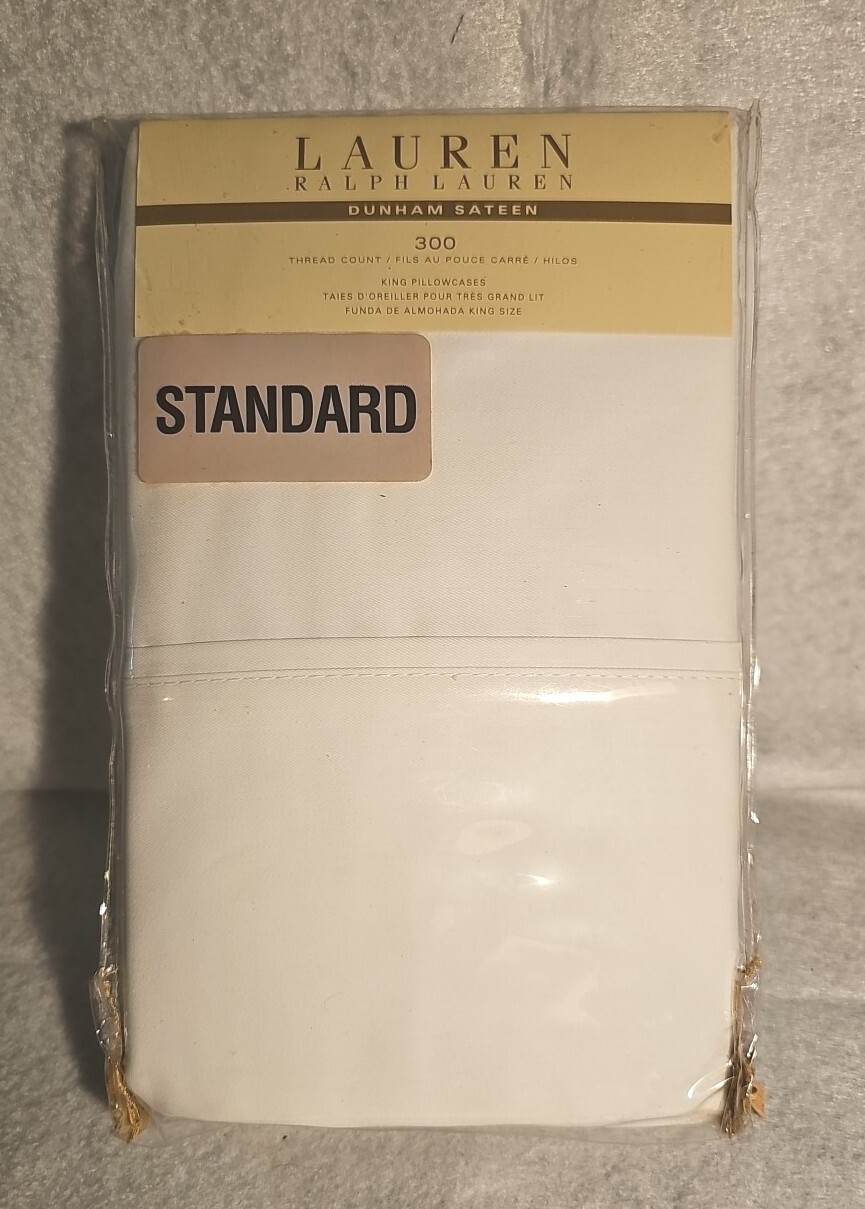 LAUREN
RALPH LAUREN
DUNHAM SATEEN
300
THREAD COUNT / FILS AU POUCE CARRÉ / HILOS
KING PILLOWCASES
TAIES D'OREILLER POUR TRÈS GRAND LIT
FUNDA DE ALMOHADA KING SIZE
STANDARD